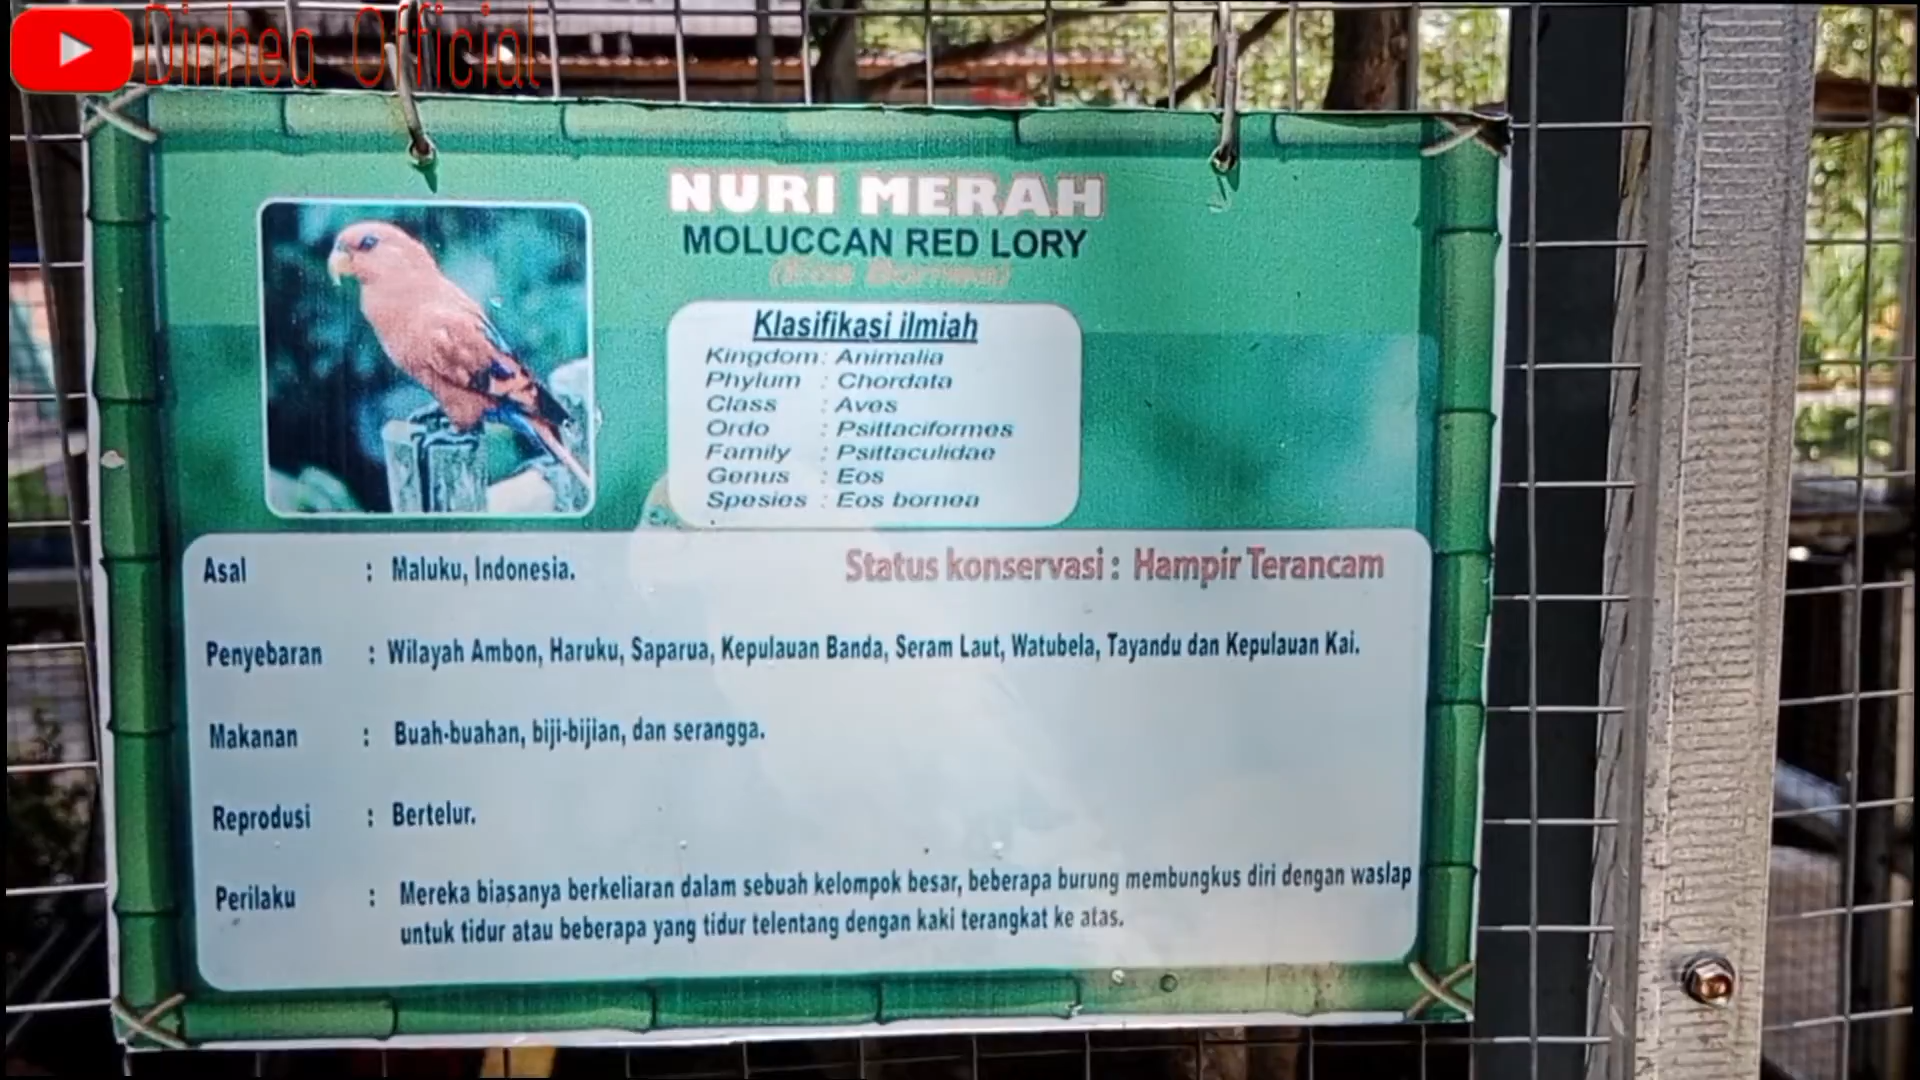 Dinhea Official
NURI MERAH
MOLUCCAN RED LORY
(Eos Bornea)
Klasifikasi ilmiah
Kingdom : Animalia
Phylum : Chordata
Class : Aves
Ordo : Psittaciformes
Family : Psittaculidae
Genus : Eos
Spesies : Eos bornea
Asal : Maluku, Indonesia.
Status konservasi : Hampir Terancam
Penyebaran : Wilayah Ambon, Haruku, Saparua, Kepulauan Banda, Seram Laut, Watubela, Tayandu dan Kepulauan Kai.
Makanan : Buah-buahan, biji-bijian, dan serangga.
Reprodusi : Bertelur.
Perilaku : Mereka biasanya berkeliaran dalam sebuah kelompok besar, beberapa burung membungkus diri dengan waslap
untuk tidur atau beberapa yang tidur telentang dengan kaki terangkat ke atas.